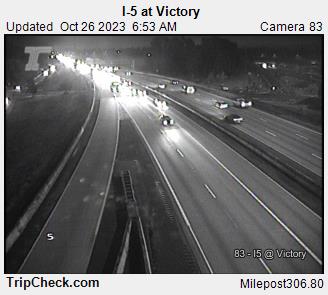 I-5 at Victory
Updated Oct 26 2023 6:53 AM Camera 83
T
S
83 - I5 @ Victory
TripCheck.com Milepost306.80